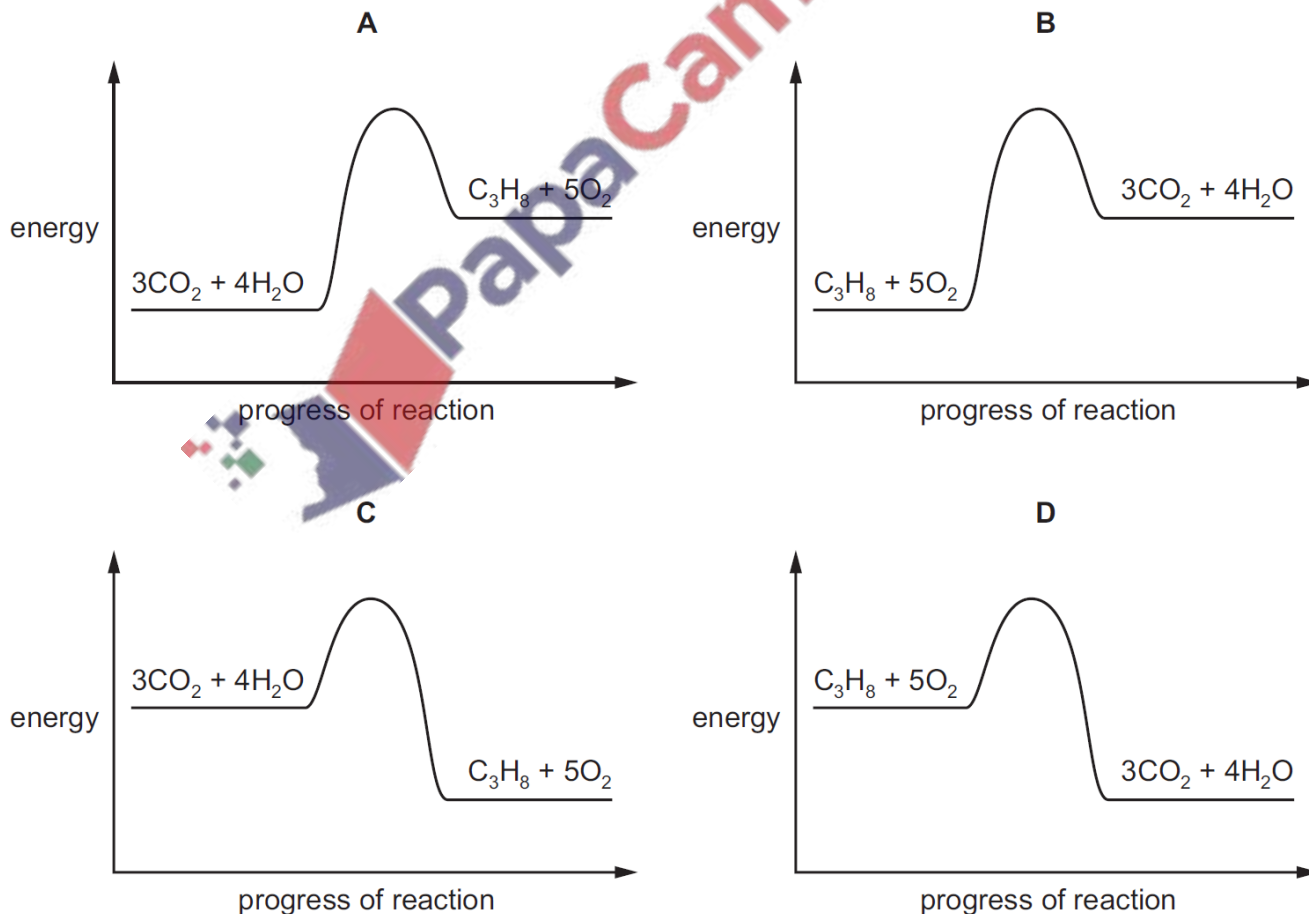 A
B
energy
C₃H₈ + 5O₂
3CO₂ + 4H₂O
progress of reaction
energy
3CO₂ + 4H₂O
C₃H₈ + 5O₂
progress of reaction
PapaCam
C
D
energy
3CO₂ + 4H₂O
C₃H₈ + 5O₂
progress of reaction
energy
C₃H₈ + 5O₂
3CO₂ + 4H₂O
progress of reaction